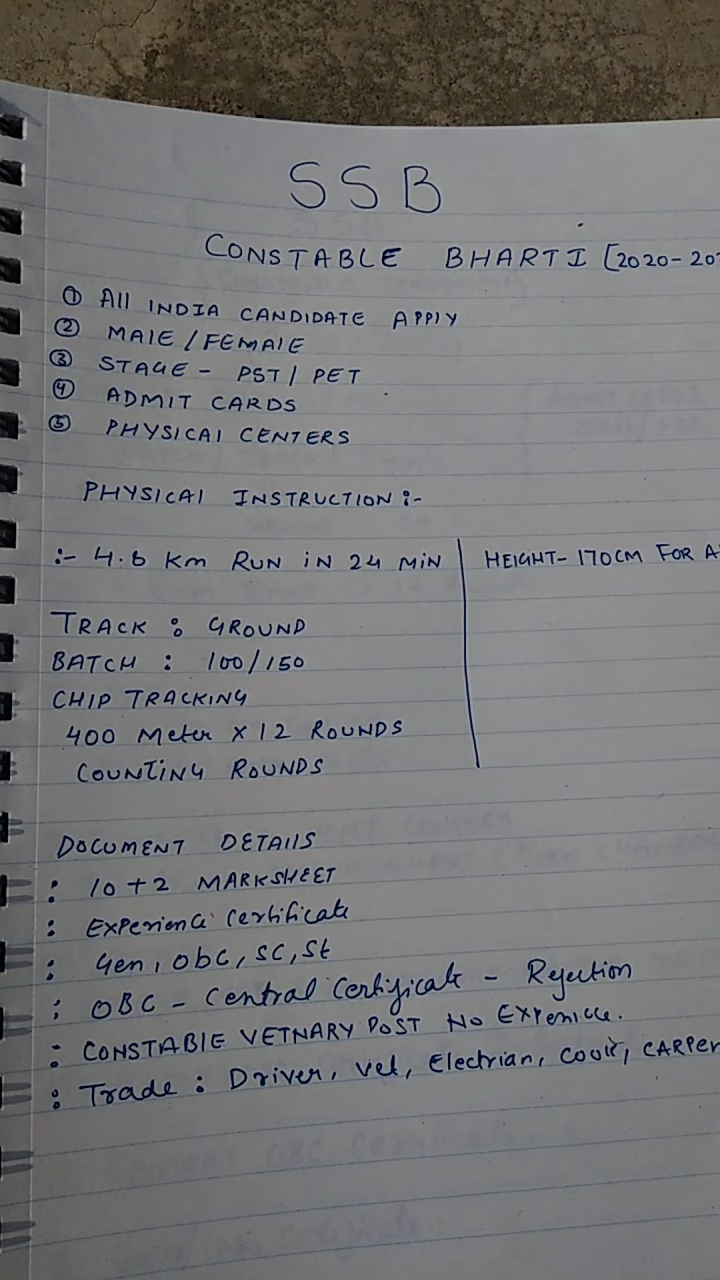 SSB
CONSTABLE BHARTI [2020-20
① All INDIA CANDIDATE APPlY
② MAlE / FEMAlE
③ STAGE - PST / PET
④ ADMIT CARDS
⑤ PHYSICAl CENTERS
PHYSICAl INSTRUCTION :-
:- 4.8 Km RUN iN 24 MiN
HEIGHT- 170CM FOR A
TRACK : GROUND
BATCH : 100/150
CHIP TRACKING
400 Meter X 12 ROUNDS
COUNTiNG ROUNDS
DOCUMENT DETAIlS
: 10 + 2 MARKSHEET
: EXPerience Certificate
: Gen, Obc, SC, St
: OBC - Central Certificate - Rejection
: CONSTABlE VETNARY POST No EXPenicce.
: Trade : Driver, Vet, Electrian, Cook, CARPen